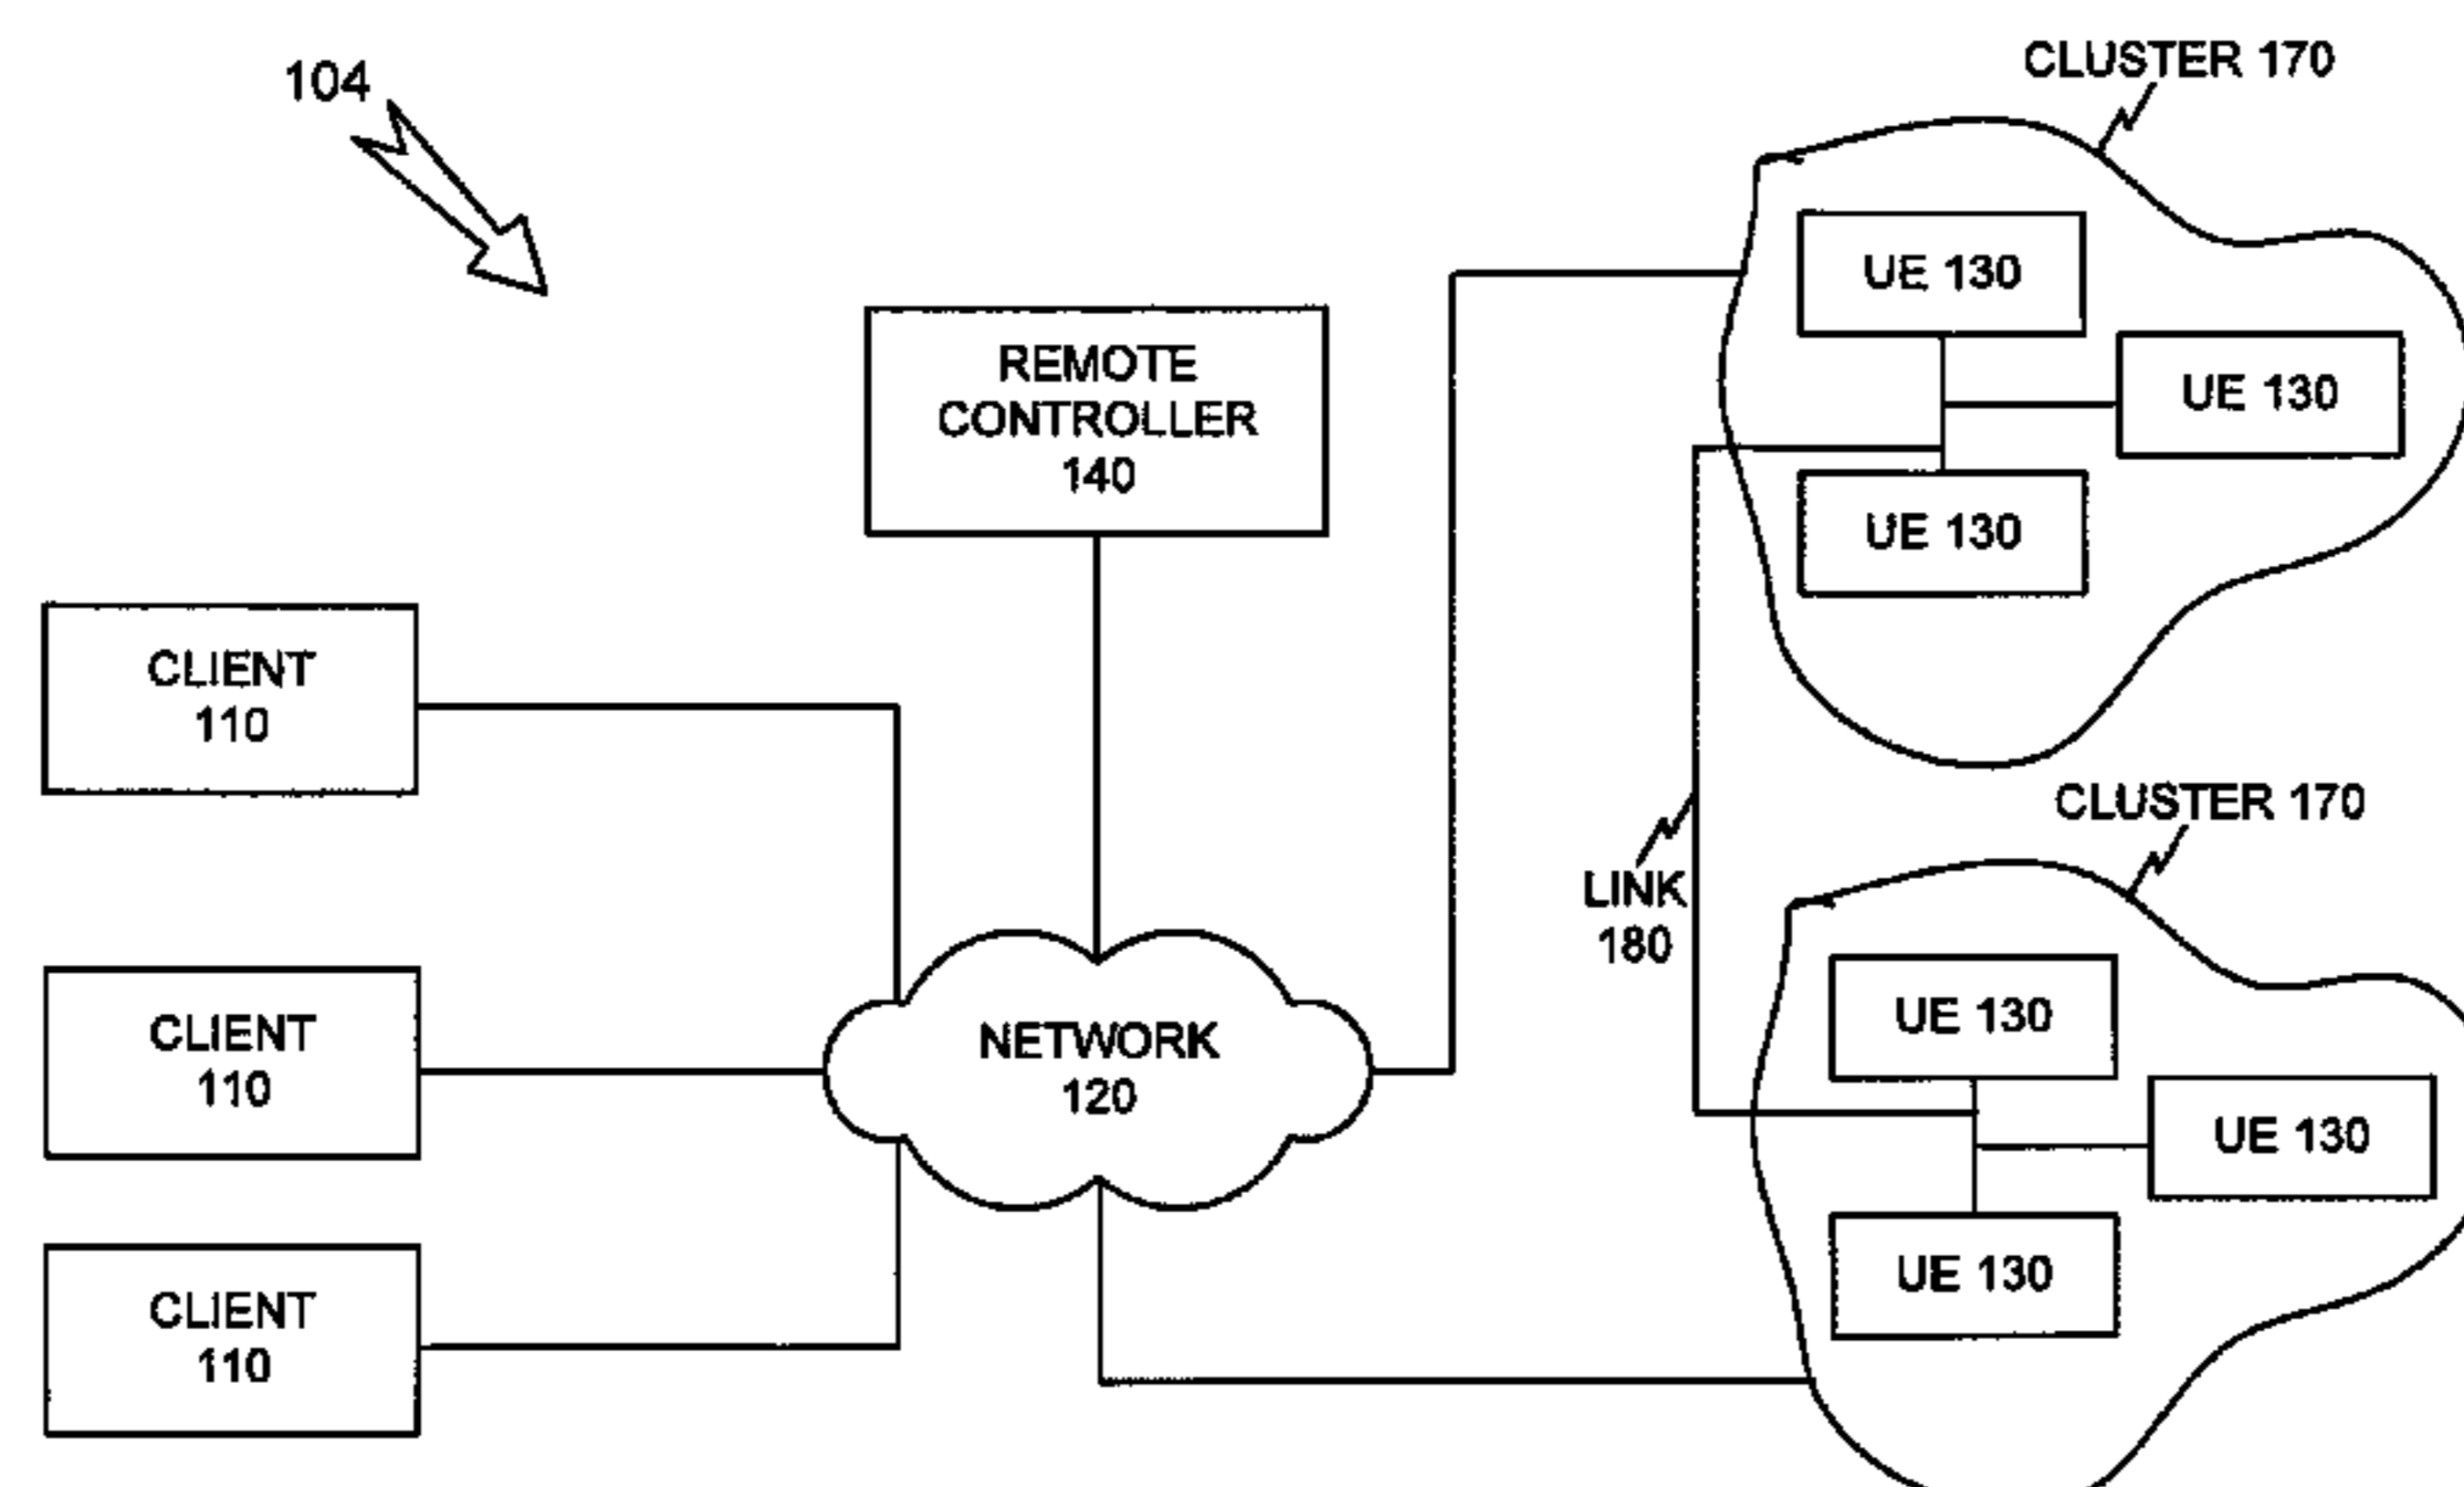 104
CLUSTER 170
UE 130
REMOTE
CONTROLLER
140
UE 130
UE 130
CLIENT
110
CLUSTER 170
LINK
180
CLIENT
110
NETWORK
120
UE 130
UE 130
UE 130
CLIENT
110